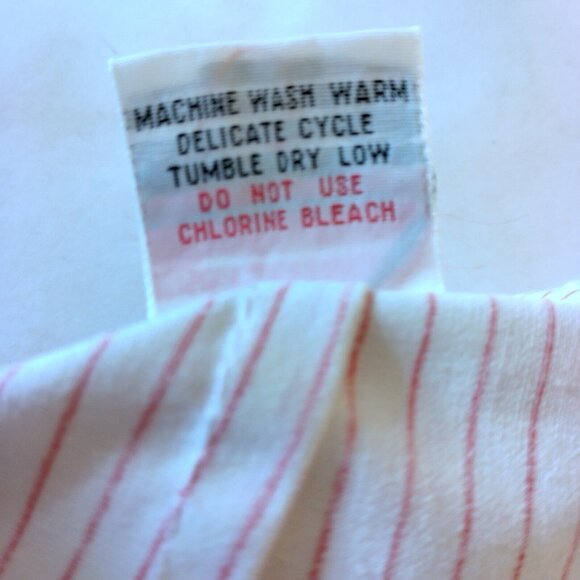 MACHINE WASH WARM
DELICATE CYCLE
TUMBLE DRY LOW
DO NOT USE
CHLORINE BLEACH